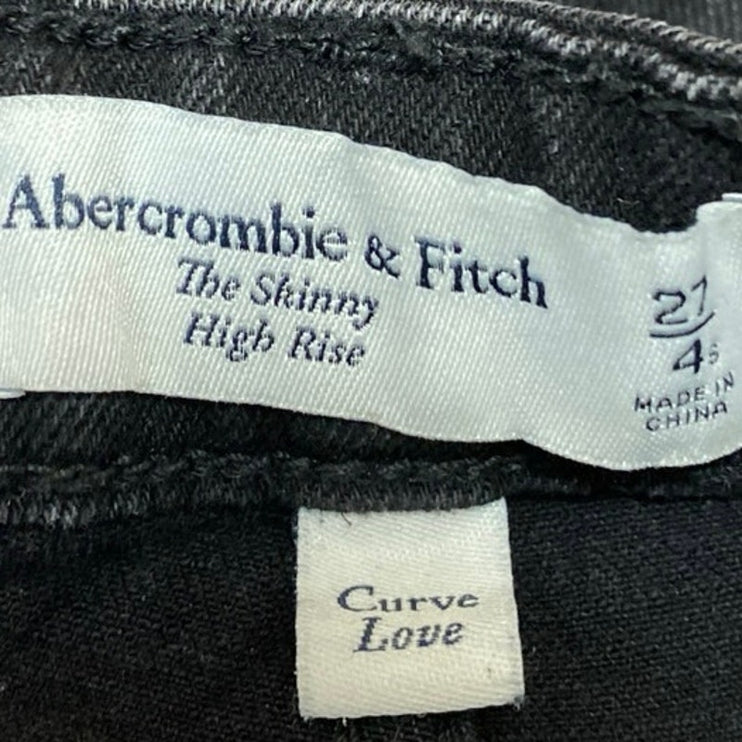 Abercrombie & Fitch
The Skinny
High Rise
27
4s
MADE IN
CHINA
Curve
Love